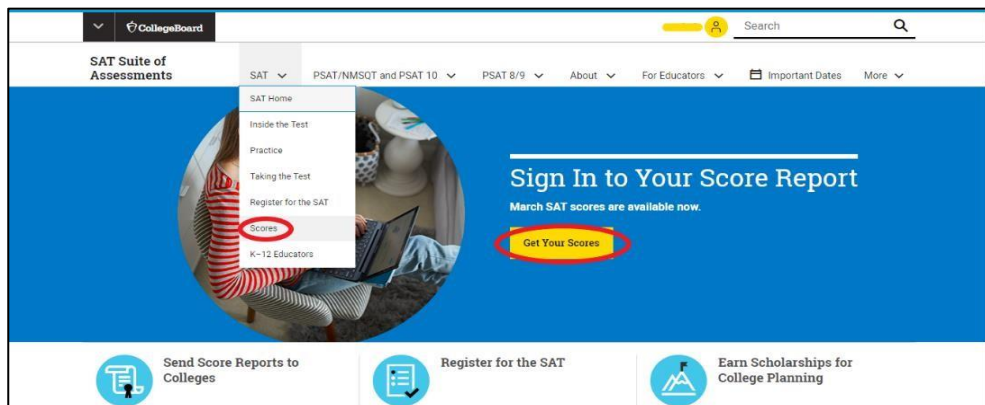 CollegeBoard
Search
SAT Suite of
Assessments
SAT
PSAT/NMSQT and PSAT 10
PSAT 8/9
About
For Educators
Important Dates
More
SAT Home
Inside the Test
Practice
Taking the Test
Register for the SAT
Scores
K–12 Educators
Sign In to Your Score Report
March SAT scores are available now.
Get Your Scores
Send Score Reports to
Colleges
Register for the SAT
Earn Scholarships for
College Planning